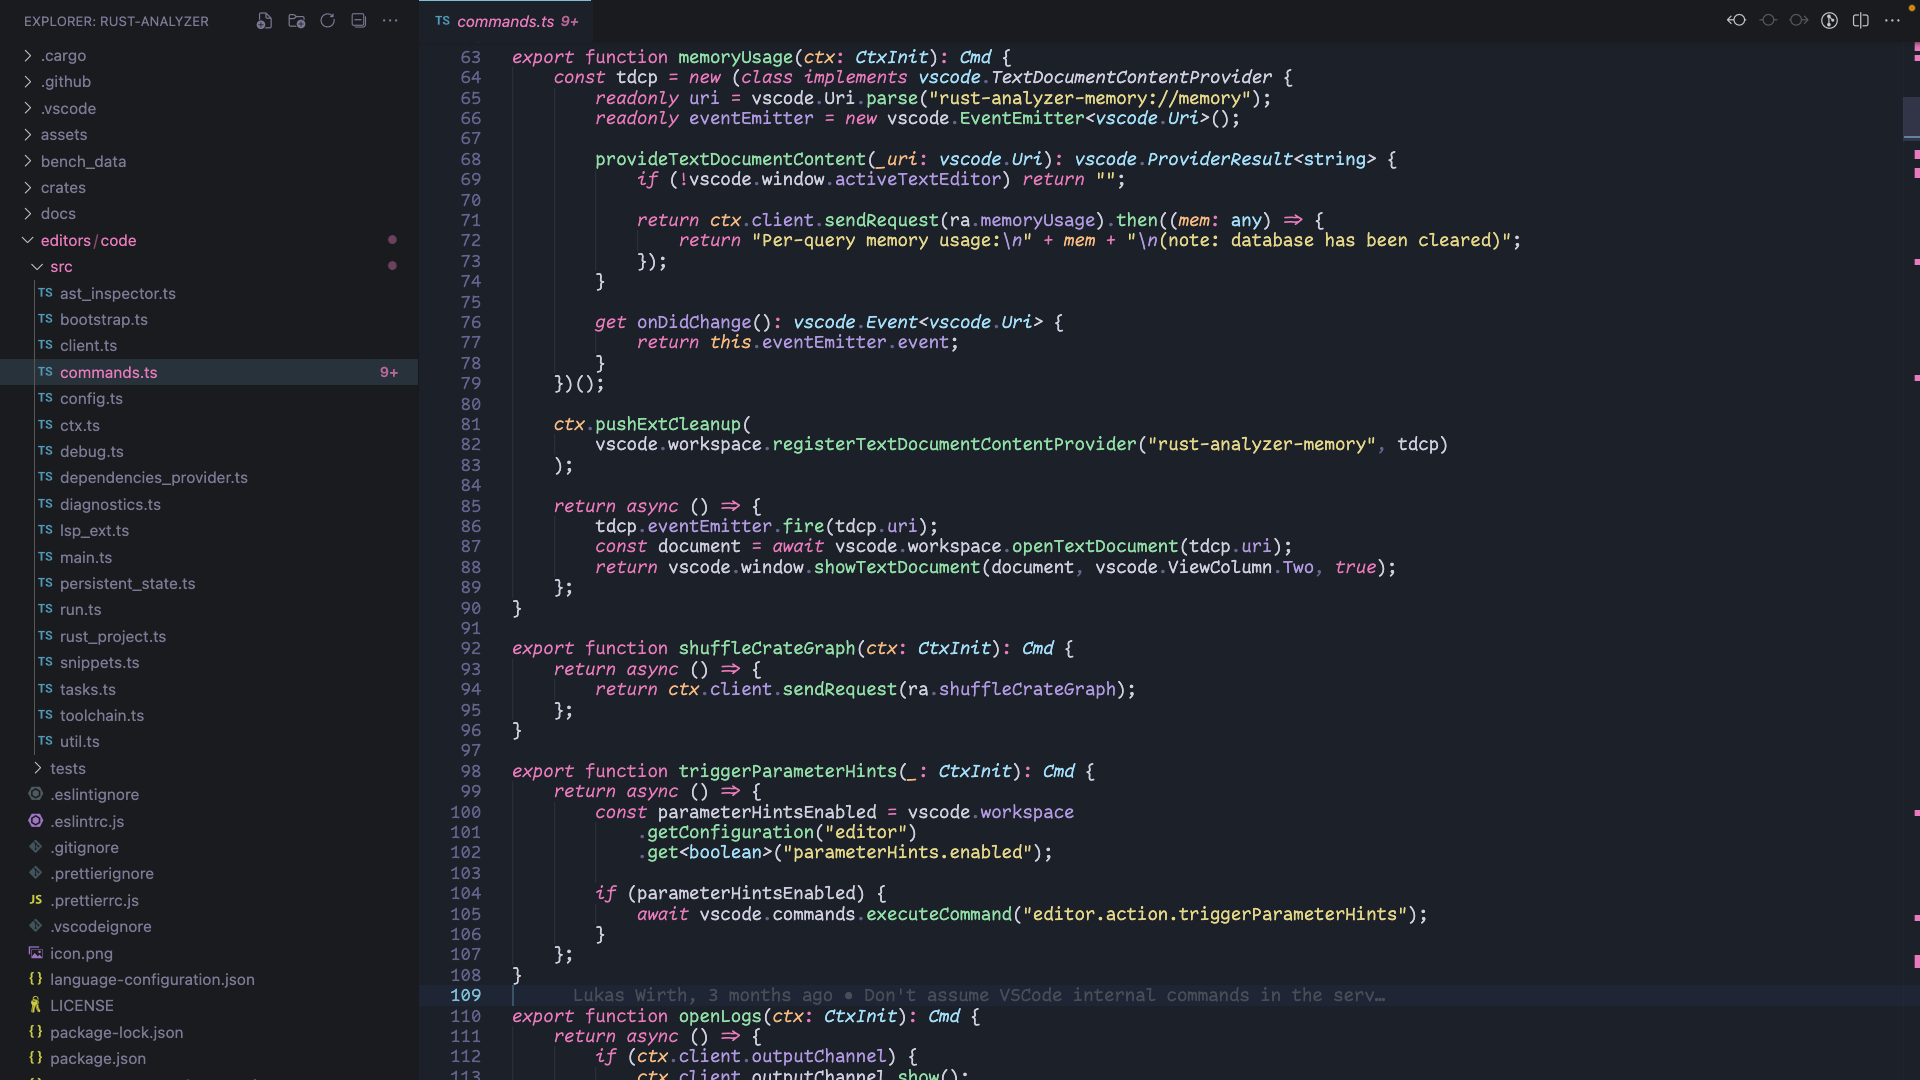 EXPLORER: RUST-ANALYZER
.cargo
.github
.vscode
assets
bench_data
crates
docs
editors/code
src
TS ast_inspector.ts
TS bootstrap.ts
TS client.ts
TS commands.ts 9+
TS config.ts
TS ctx.ts
TS debug.ts
TS dependencies_provider.ts
TS diagnostics.ts
TS lsp_ext.ts
TS main.ts
TS persistent_state.ts
TS run.ts
TS rust_project.ts
TS snippets.ts
TS tasks.ts
TS toolchain.ts
TS util.ts
tests
.eslintignore
.eslintrc.js
.gitignore
.prettierignore
JS .prettierrc.js
.vscodeignore
icon.png
{} language-configuration.json
LICENSE
{} package-lock.json
{} package.json
TS commands.ts 9+
63 export function memoryUsage(ctx: CtxInit): Cmd {
64     const tdcp = new (class implements vscode.TextDocumentContentProvider {
65         readonly uri = vscode.Uri.parse("rust-analyzer-memory://memory");
66         readonly eventEmitter = new vscode.EventEmitter<vscode.Uri>();
67
68         provideTextDocumentContent(_uri: vscode.Uri): vscode.ProviderResult<string> {
69             if (!vscode.window.activeTextEditor) return "";
70
71             return ctx.client.sendRequest(ra.memoryUsage).then((mem: any) => {
72                 return "Per-query memory usage:\n" + mem + "\n(note: database has been cleared)";
73             });
74         }
75
76         get onDidChange(): vscode.Event<vscode.Uri> {
77             return this.eventEmitter.event;
78         }
79     })();
80
81     ctx.pushExtCleanup(
82         vscode.workspace.registerTextDocumentContentProvider("rust-analyzer-memory", tdcp)
83     );
84
85     return async () => {
86         tdcp.eventEmitter.fire(tdcp.uri);
87         const document = await vscode.workspace.openTextDocument(tdcp.uri);
88         return vscode.window.showTextDocument(document, vscode.ViewColumn.Two, true);
89     };
90 }
91
92 export function shuffleCrateGraph(ctx: CtxInit): Cmd {
93     return async () => {
94         return ctx.client.sendRequest(ra.shuffleCrateGraph);
95     };
96 }
97
98 export function triggerParameterHints(_: CtxInit): Cmd {
99     return async () => {
100         const parameterHintsEnabled = vscode.workspace
101             .getConfiguration("editor")
102             .get<boolean>("parameterHints.enabled");
103
104         if (parameterHintsEnabled) {
105             await vscode.commands.executeCommand("editor.action.triggerParameterHints");
106         }
107     };
108 }
109 Lukas Wirth, 3 months ago • Don't assume VSCode internal commands in the serv…
110 export function openLogs(ctx: CtxInit): Cmd {
111     return async () => {
112         if (ctx.client.outputChannel) {
113             ctx.client.outputChannel.show();